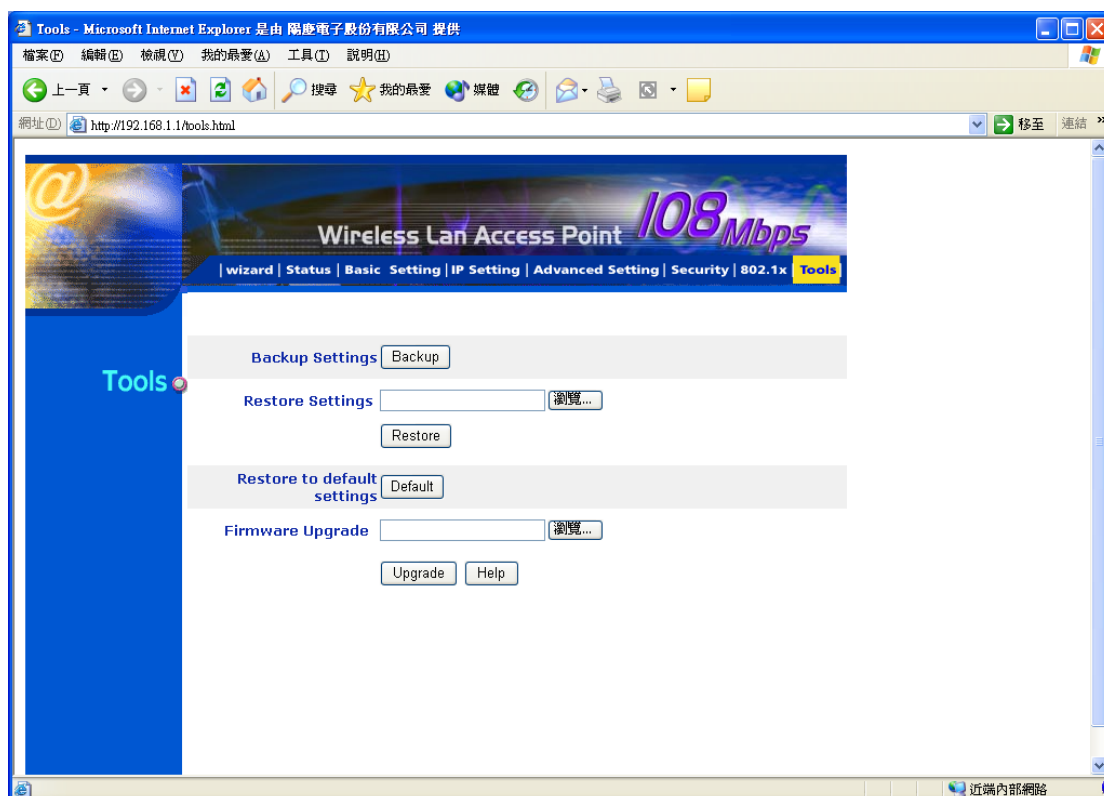 Tools - Microsoft Internet Explorer 是由 陽慶電子股份有限公司 提供
檔案(F) 編輯(E) 檢視(V) 我的最愛(A) 工具(T) 說明(H)
上一頁 搜尋 我的最愛 媒體
網址(D) http://192.168.1.1/tools.html 移至 連結 »
@
108Mbps
Wireless Lan Access Point
| wizard | Status | Basic Setting | IP Setting | Advanced Setting | Security | 802.1x | Tools
Tools
Backup Settings Backup
Restore Settings 瀏覽...
Restore
Restore to default settings Default
Firmware Upgrade 瀏覽...
Upgrade Help
近端內部網路